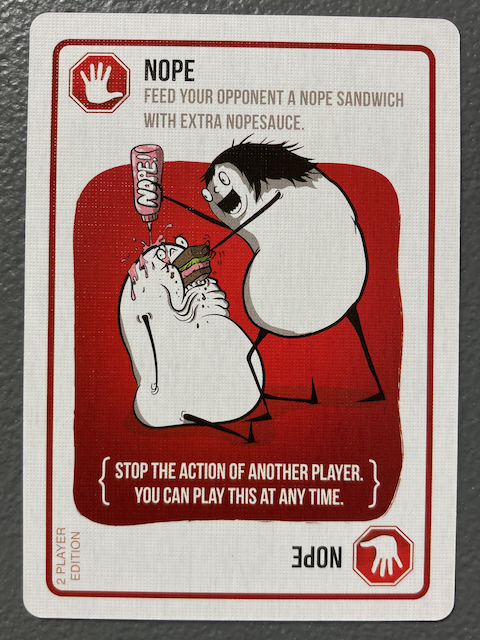 NOPE
FEED YOUR OPPONENT A NOPE SANDWICH
WITH EXTRA NOPESAUCE.
NOPE!
STOP THE ACTION OF ANOTHER PLAYER.
YOU CAN PLAY THIS AT ANY TIME.
2 PLAYER
EDITION
NOPE